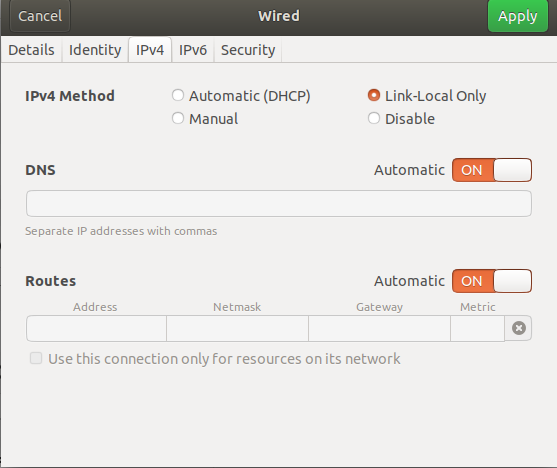 Cancel Wired Apply
Details Identity IPv4 IPv6 Security
IPv4 Method Automatic (DHCP) Link-Local Only
Manual Disable
DNS Automatic ON
Separate IP addresses with commas
Routes Automatic ON
Address Netmask Gateway Metric
Use this connection only for resources on its network